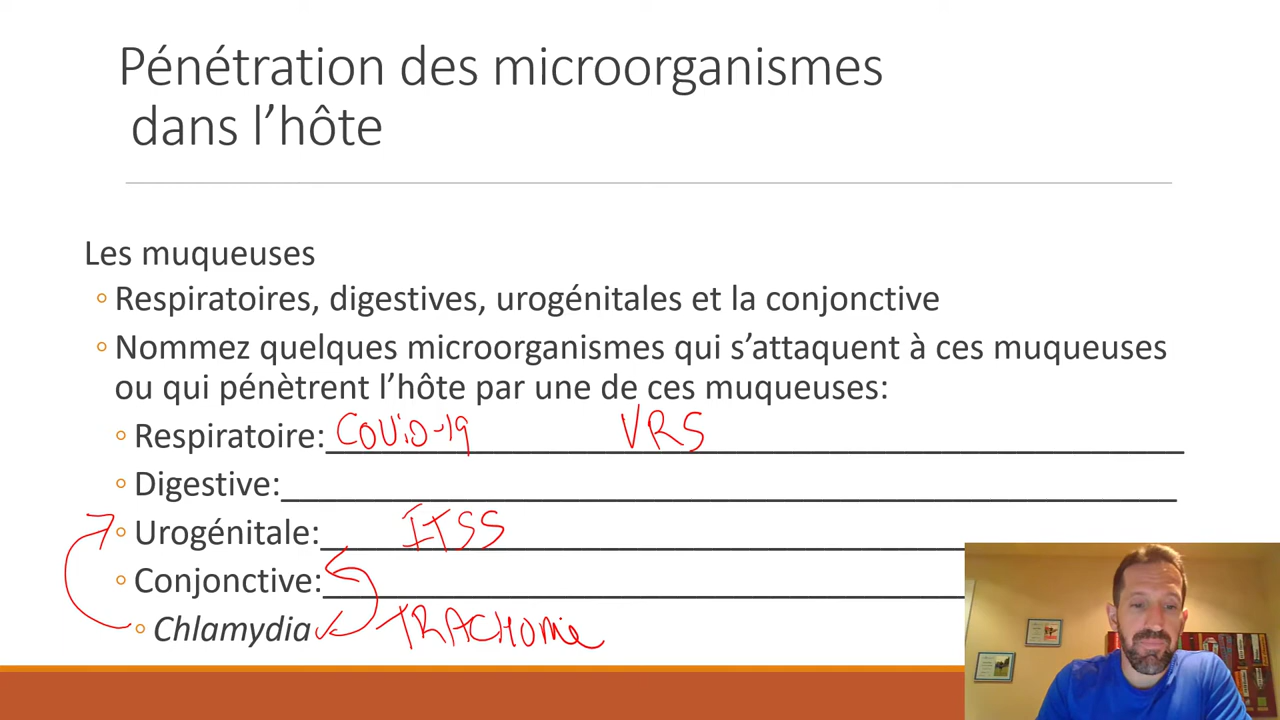 Pénétration des microorganismes
dans l’hôte
Les muqueuses
◦ Respiratoires, digestives, urogénitales et la conjonctive
◦ Nommez quelques microorganismes qui s’attaquent à ces muqueuses
ou qui pénètrent l’hôte par une de ces muqueuses:
◦ Respiratoire: COVID-19 VRS
◦ Digestive:
◦ Urogénitale: ITSS
◦ Conjonctive:
◦ Chlamydia TRACHOMe